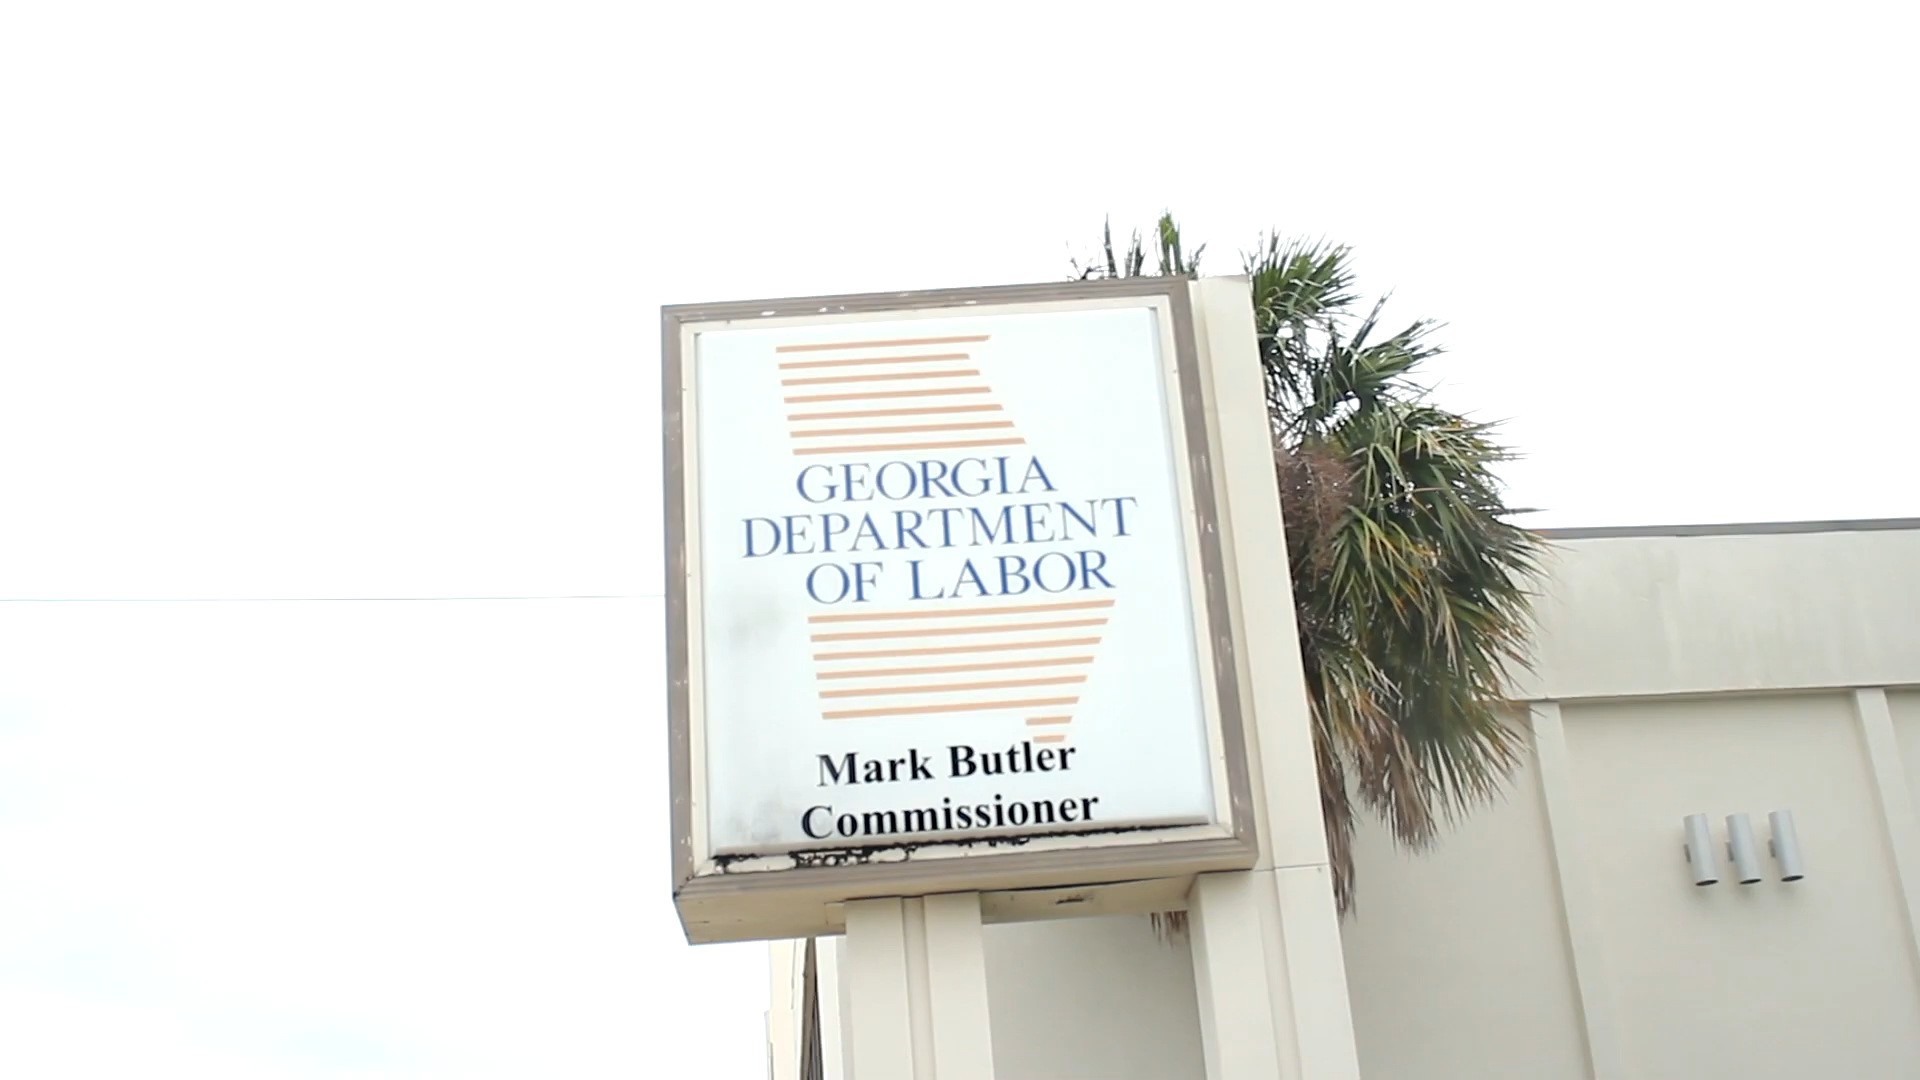 GEORGIA
DEPARTMENT
OF LABOR
Mark Butler
Commissioner